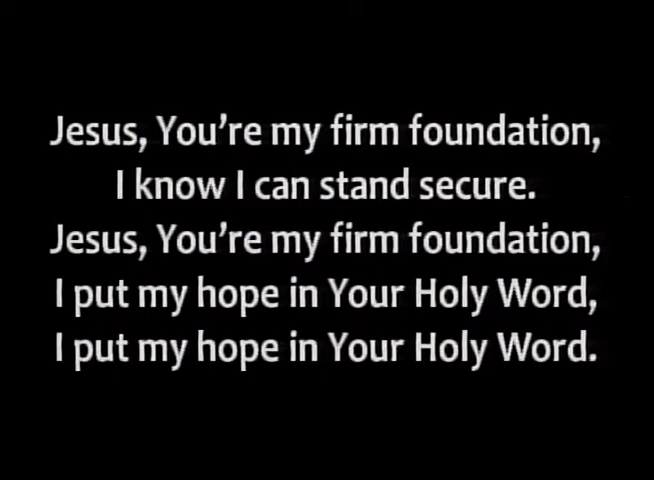 Jesus, You’re my firm foundation,
I know I can stand secure.
Jesus, You’re my firm foundation,
I put my hope in Your Holy Word,
I put my hope in Your Holy Word.